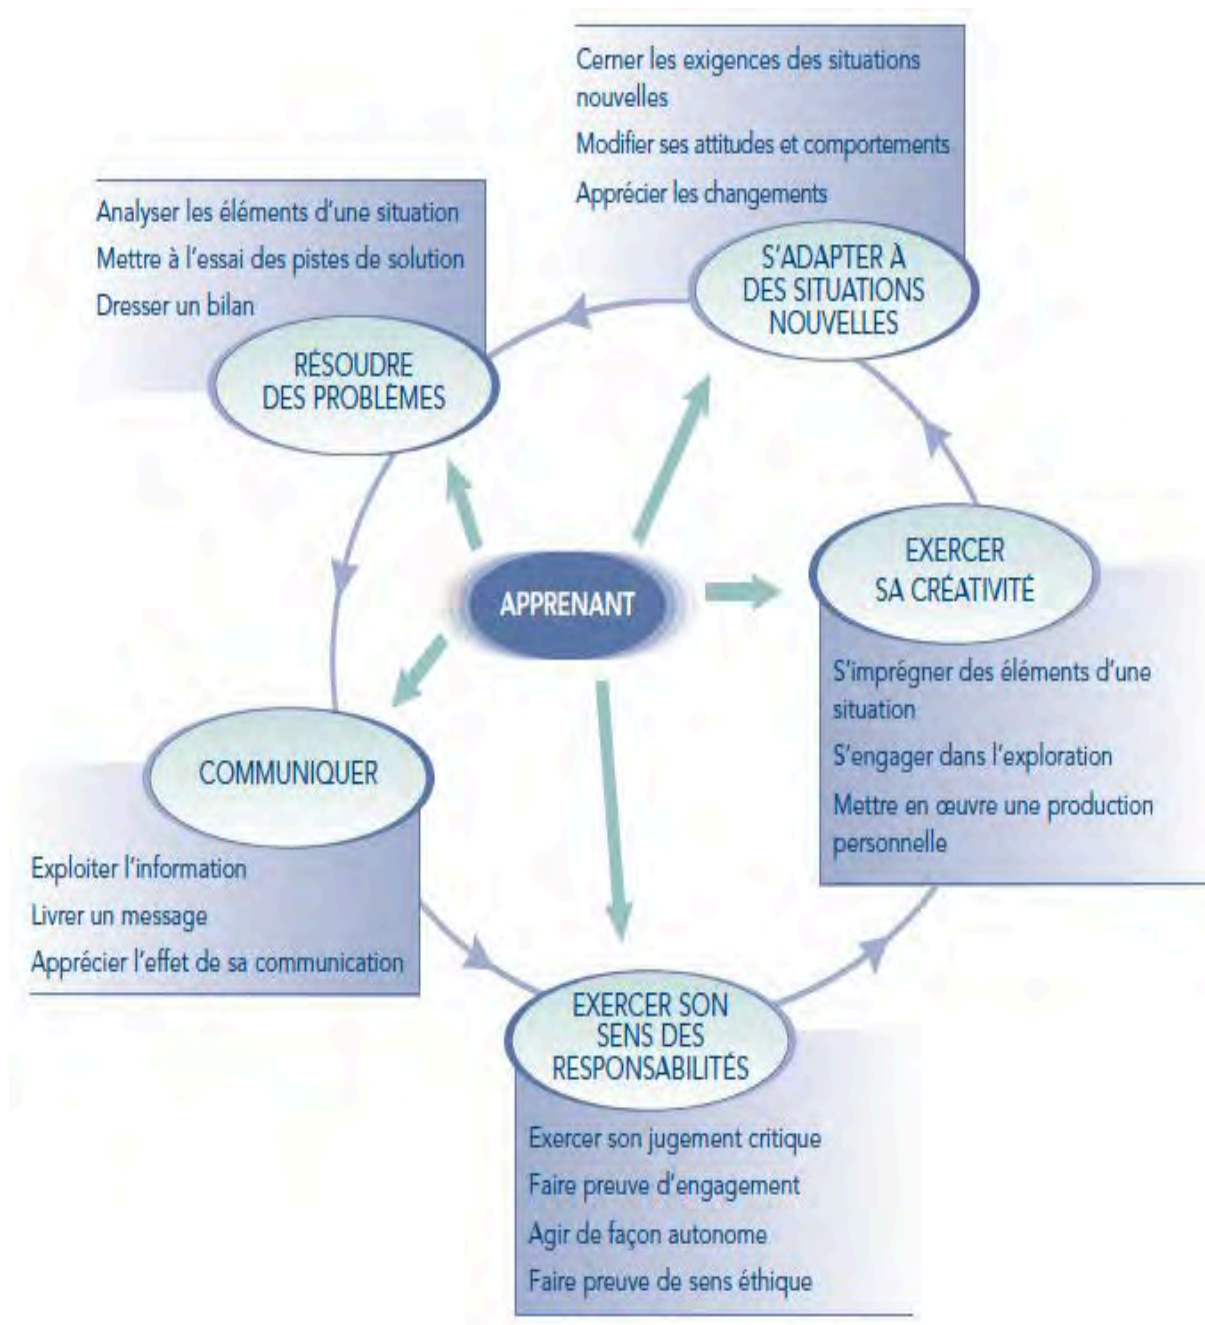 Cerner les exigences des situations
nouvelles
Modifier ses attitudes et comportements
Apprécier les changements
S'ADAPTER À
DES SITUATIONS
NOUVELLES
Analyser les éléments d'une situation
Mettre à l'essai des pistes de solution
Dresser un bilan
RÉSOUDRE
DES PROBLÈMES
EXERCER
SA CRÉATIVITÉ
S'imprégner des éléments d'une
situation
S'engager dans l'exploration
Mettre en œuvre une production
personnelle
APPRENANT
COMMUNIQUER
Exploiter l'information
Livrer un message
Apprécier l'effet de sa communication
EXERCER SON
SENS DES
RESPONSABILITÉS
Exercer son jugement critique
Faire preuve d'engagement
Agir de façon autonome
Faire preuve de sens éthique